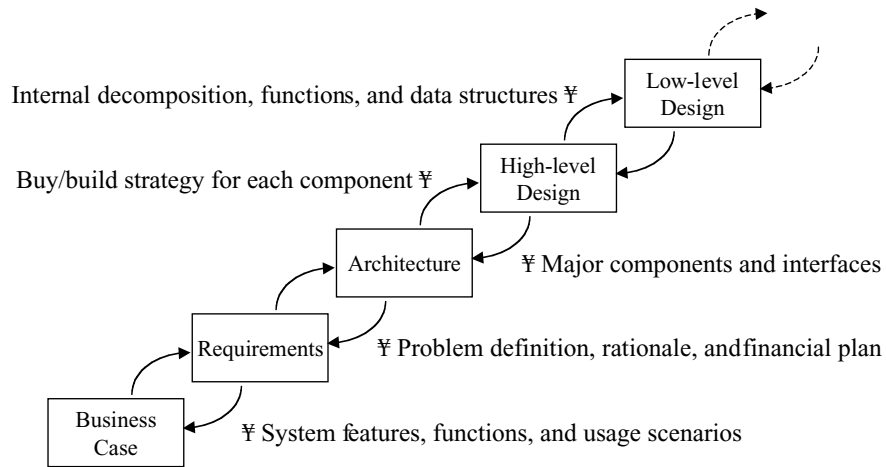 Low-level
Design
Internal decomposition, functions, and data structures ¥
High-level
Design
Buy/build strategy for each component ¥
Architecture
¥ Major components and interfaces
Requirements
¥ Problem definition, rationale, andfinancial plan
Business
Case
¥ System features, functions, and usage scenarios